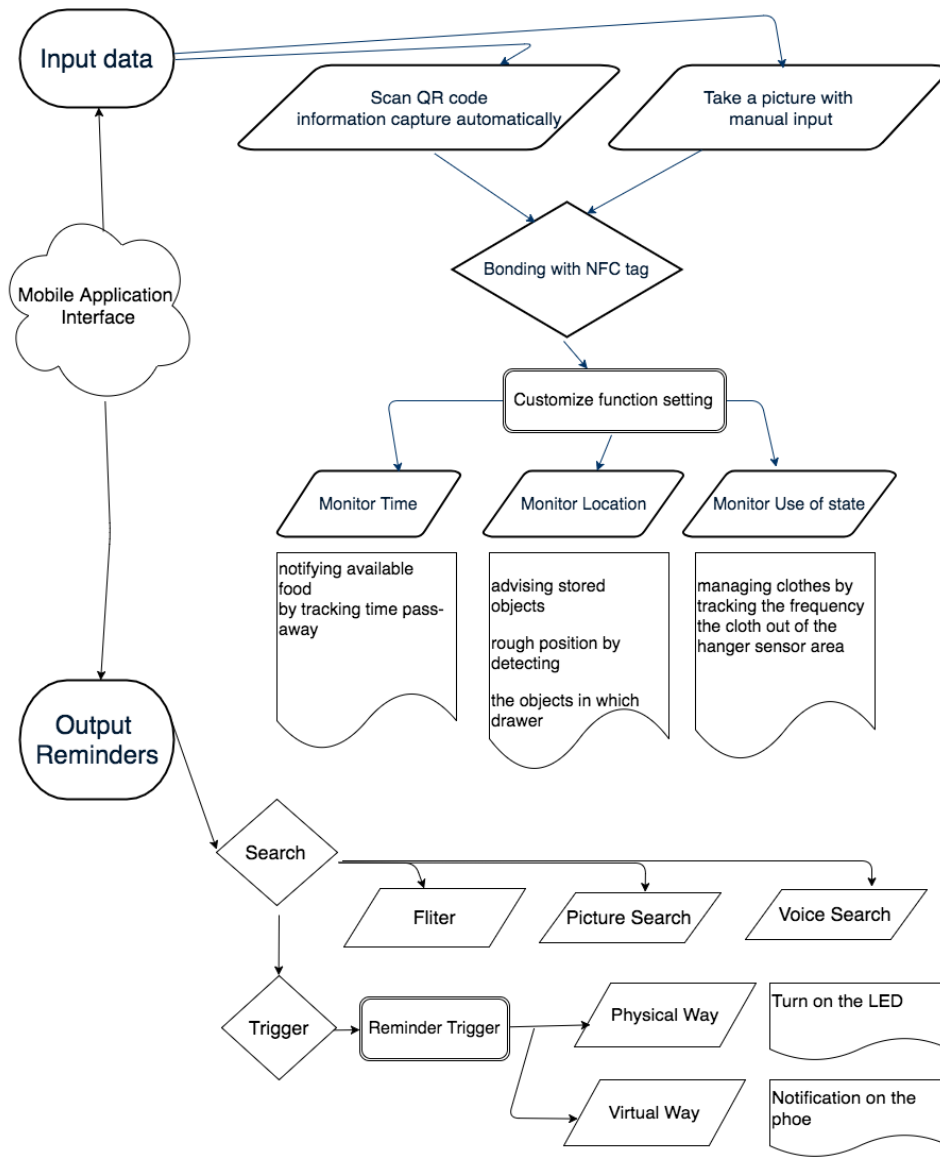 Input data
Scan QR code
information capture automatically
Take a picture with
manual input
Bonding with NFC tag
Mobile Application
Interface
Customize function setting
Monitor Time
Monitor Location
Monitor Use of state
notifying available
food
by tracking time pass-
away
advising stored
objects
rough position by
detecting
the objects in which
drawer
managing clothes by
tracking the frequency
the cloth out of the
hanger sensor area
Output
Reminders
Search
Fliter
Picture Search
Voice Search
Trigger
Reminder Trigger
Physical Way
Turn on the LED
Virtual Way
Notification on the
phoe